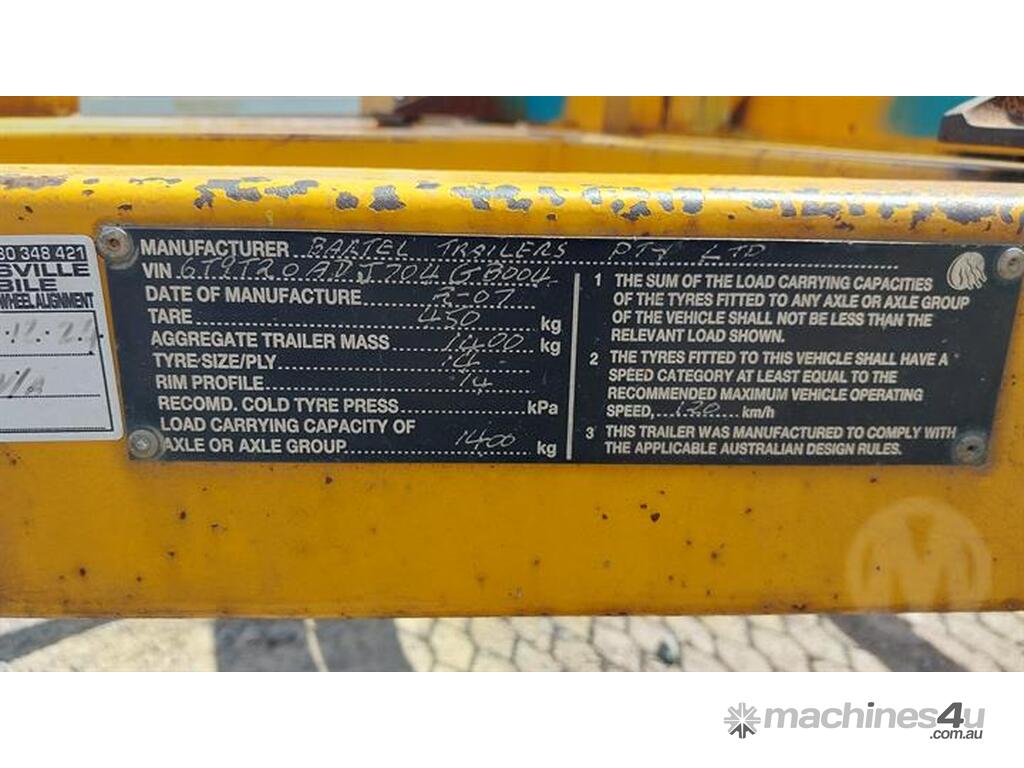 30 348 421
SVILLE
BILE
WHEEL ALIGNMENT
MANUFACTURER BARTEL TRAILERS PTY LTD
VIN 6T9T20ADJ704GB004
DATE OF MANUFACTURE 2-07
TARE 450 kg
AGGREGATE TRAILER MASS 1400 kg
TYRE SIZE/PLY 14
RIM PROFILE 14
RECOMD. COLD TYRE PRESS kPa
LOAD CARRYING CAPACITY OF
AXLE OR AXLE GROUP 1400 kg
1 THE SUM OF THE LOAD CARRYING CAPACITIES
OF THE TYRES FITTED TO ANY AXLE OR AXLE GROUP
OF THE VEHICLE SHALL NOT BE LESS THAN THE
RELEVANT LOAD SHOWN.
2 THE TYRES FITTED TO THIS VEHICLE SHALL HAVE A
SPEED CATEGORY AT LEAST EQUAL TO THE
RECOMMENDED MAXIMUM VEHICLE OPERATING
SPEED, 120 km/h
3 THIS TRAILER WAS MANUFACTURED TO COMPLY WITH
THE APPLICABLE AUSTRALIAN DESIGN RULES.
M
machines4u
.com.au